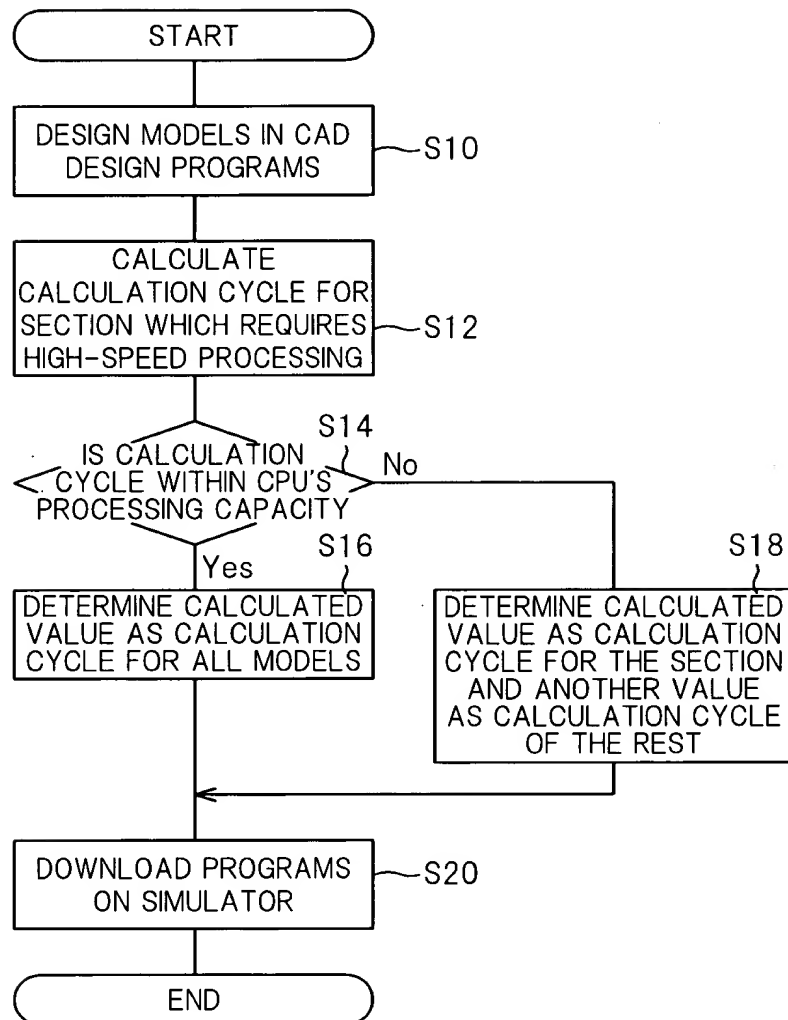 START
DESIGN MODELS IN CAD
DESIGN PROGRAMS
S10
CALCULATE
CALCULATION CYCLE FOR
SECTION WHICH REQUIRES
HIGH-SPEED PROCESSING
S12
S14
IS CALCULATION
CYCLE WITHIN CPU'S
PROCESSING CAPACITY
No
Yes
S16
DETERMINE CALCULATED
VALUE AS CALCULATION
CYCLE FOR ALL MODELS
S18
DETERMINE CALCULATED
VALUE AS CALCULATION
CYCLE FOR THE SECTION
AND ANOTHER VALUE
AS CALCULATION CYCLE
OF THE REST
DOWNLOAD PROGRAMS
ON SIMULATOR
S20
END